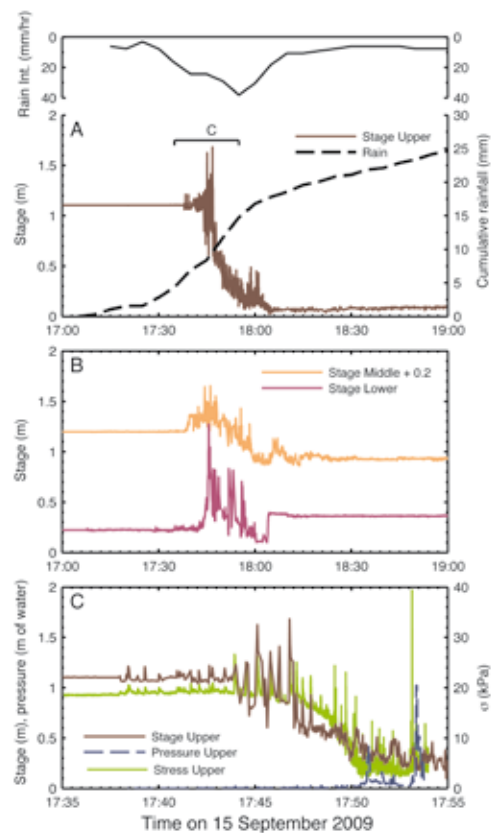 Rain Int. (mm/hr)
0
20
40
0
20
40
A
C
Stage Upper
Rain
Stage (m)
2
1.5
1
0.5
0
Cumulative rainfall (mm)
30
25
20
15
10
5
0
17:00
17:30
18:00
18:30
19:00
B
Stage Middle + 0.2
Stage Lower
Stage (m)
2
1.5
1
0.5
0
17:00
17:30
18:00
18:30
19:00
C
Stage (m), pressure (m of water)
2
1.5
1
0.5
0
σ (kPa)
40
30
20
10
0
Stage Upper
Pressure Upper
Stress Upper
17:35
17:40
17:45
17:50
17:55
Time on 15 September 2009